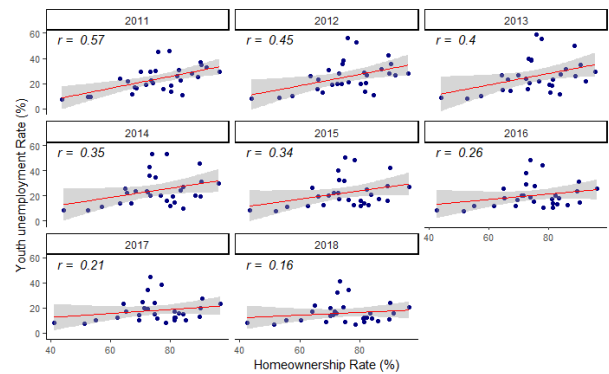 2011 2012 2013
r = 0.57 r = 0.45 r = 0.4
60
40
20
0
2014 2015 2016
r = 0.35 r = 0.34 r = 0.26
60
40
20
0
40 60 80
2017 2018
r = 0.21 r = 0.16
60
40
20
0
40 60 80 40 60 80
Youth unemployment Rate (%)
Homeownership Rate (%)